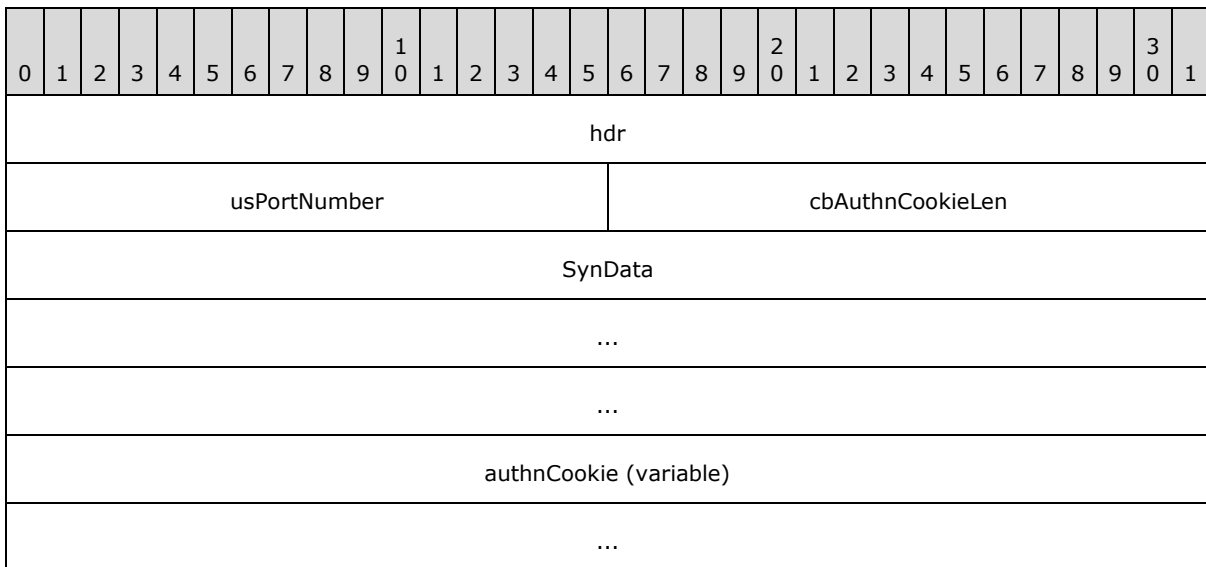 0 1 2 3 4 5 6 7 8 9 1 0 1 2 3 4 5 6 7 8 9 2 0 1 2 3 4 5 6 7 8 9 3 0 1
hdr
usPortNumber cbAuthnCookieLen
SynData
...
...
authnCookie (variable)
...